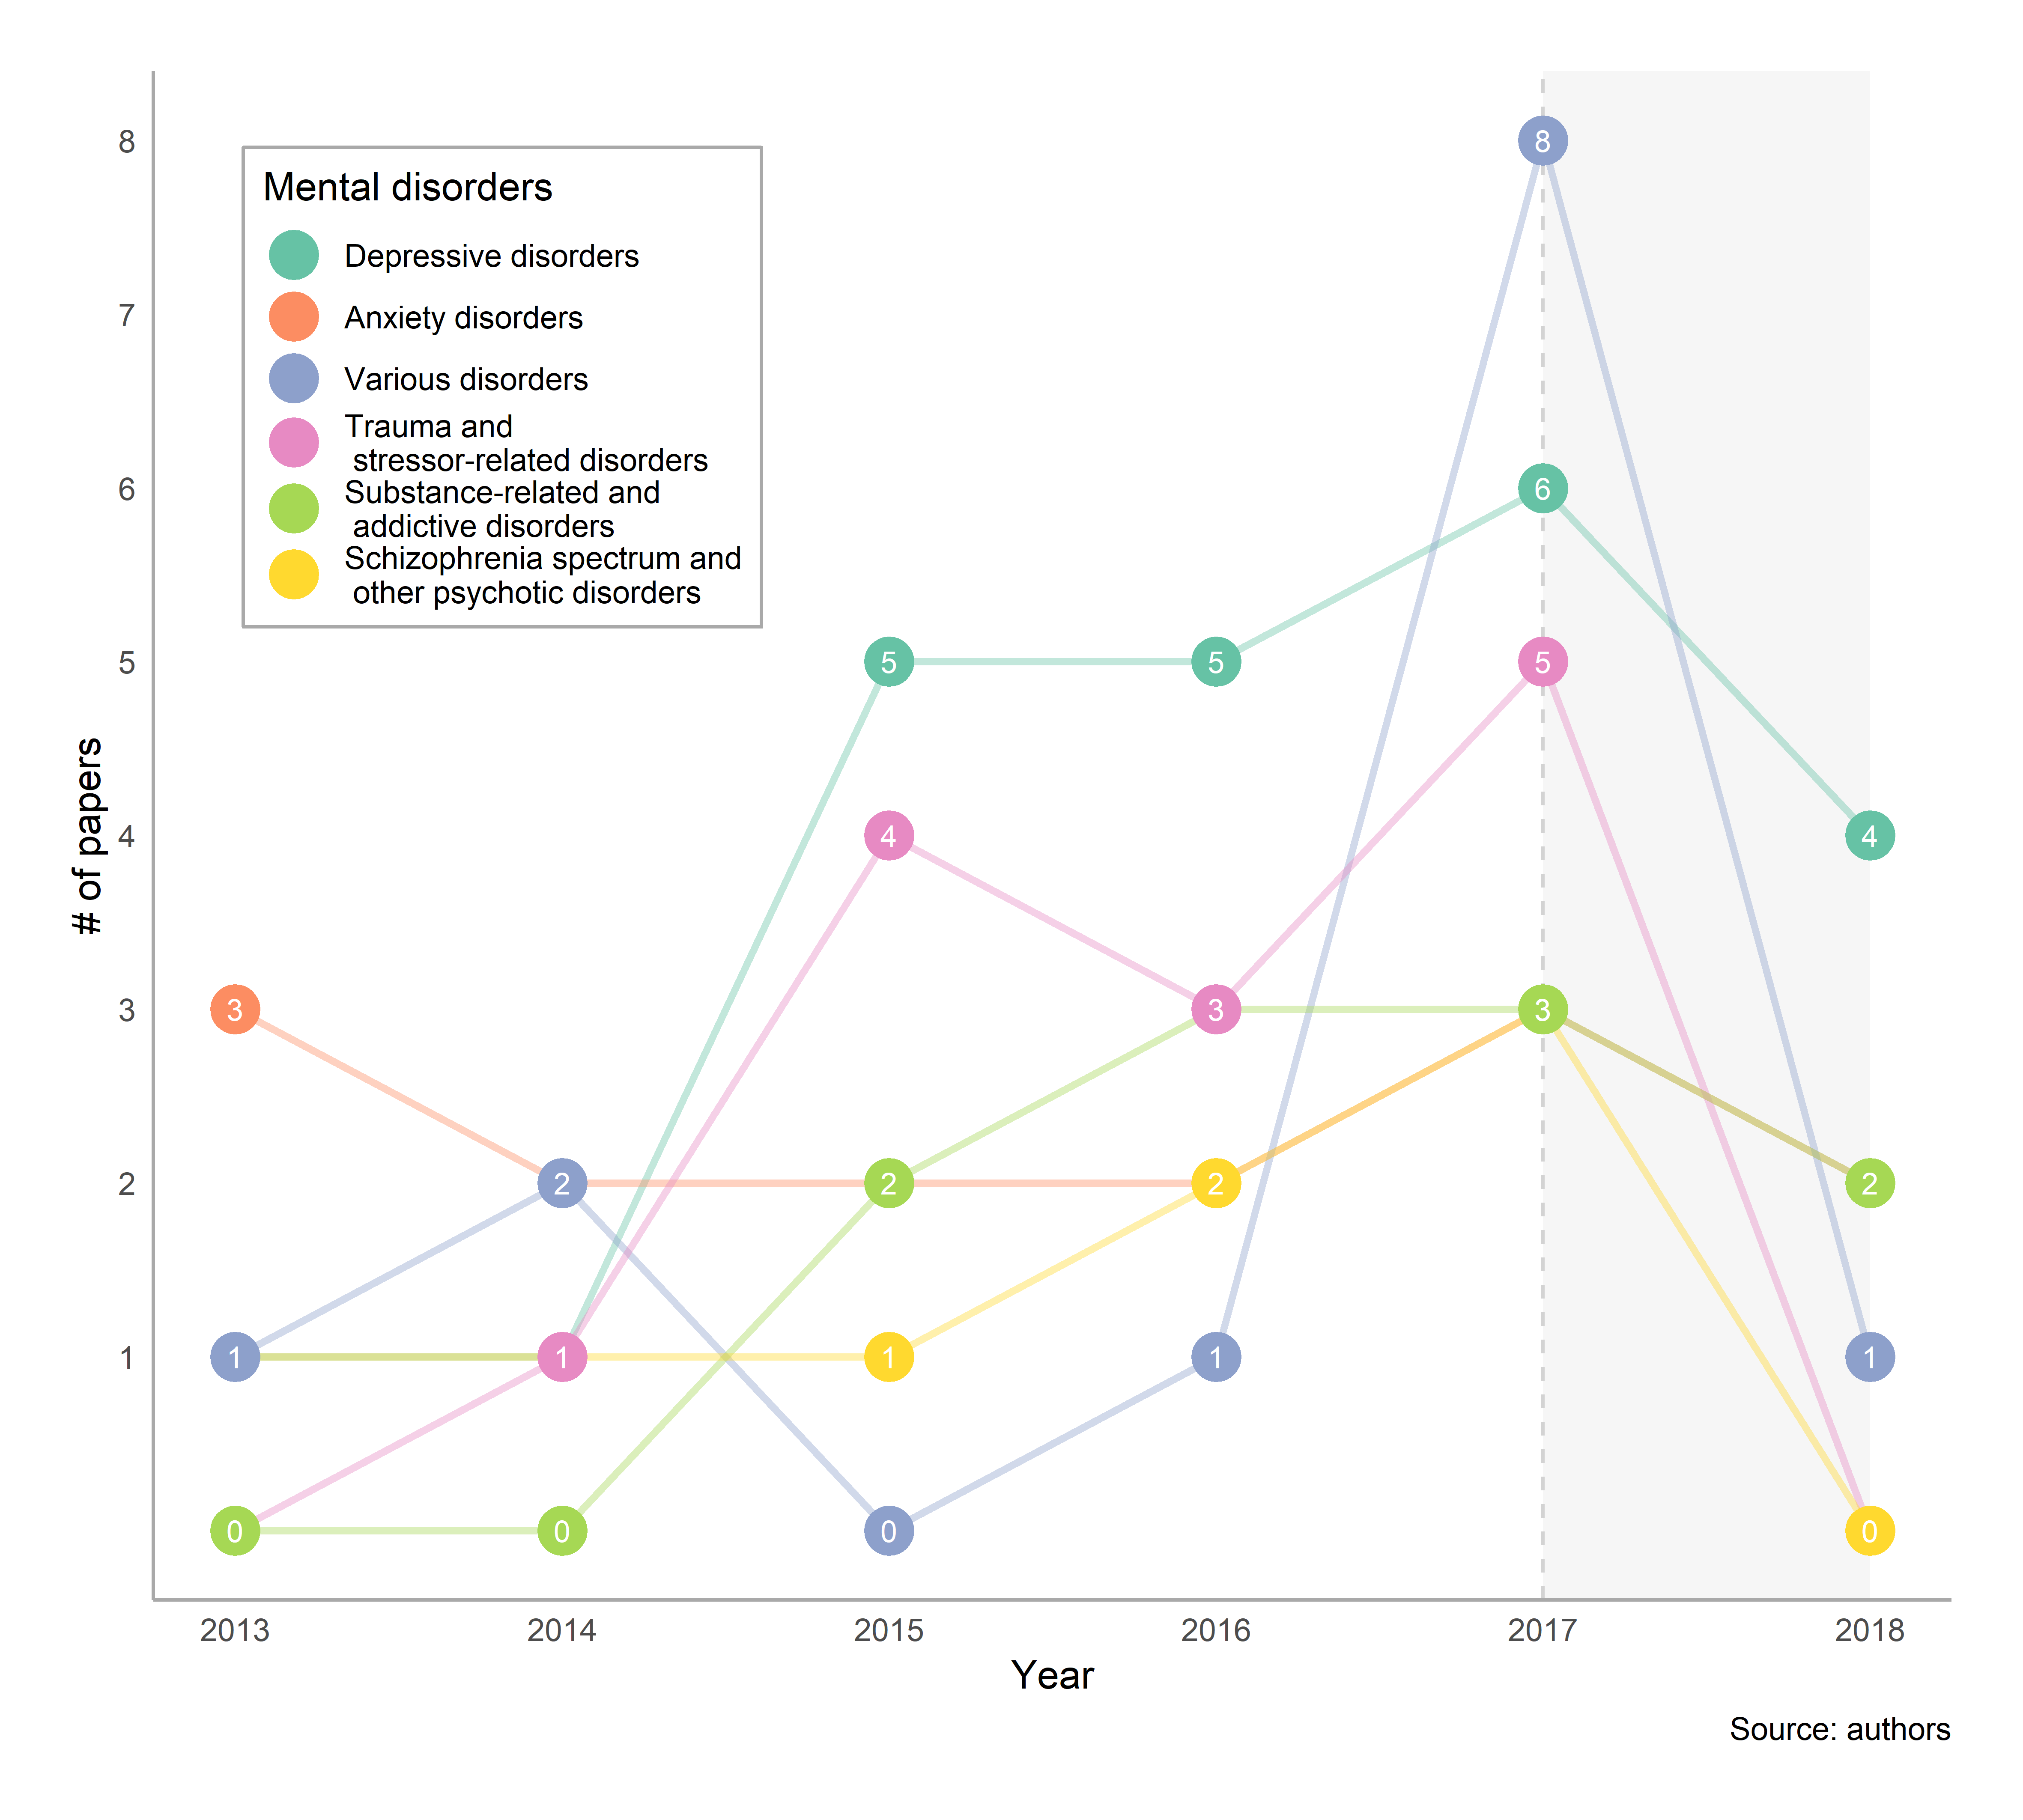 8
7
6
5
4
3
2
1
# of papers
Mental disorders
Depressive disorders
Anxiety disorders
Various disorders
Trauma and
stressor-related disorders
Substance-related and
addictive disorders
Schizophrenia spectrum and
other psychotic disorders
8
6
5 5 5
4 4
3 3 3
2 2 2 2
1 1 1 1 1
0 0 0 0
2013 2014 2015 2016 2017 2018
Year
Source: authors